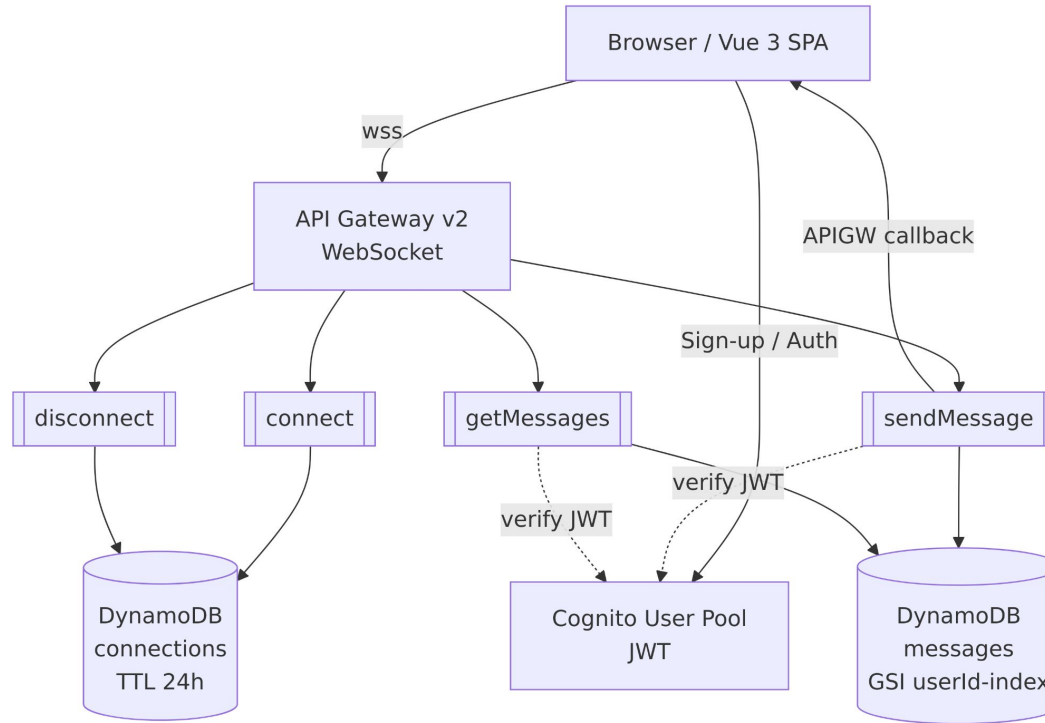 Browser / Vue 3 SPA
wss
API Gateway v2
WebSocket
APIGW callback
Sign-up / Auth
disconnect
connect
getMessages
sendMessage
verify JWT
verify JWT
DynamoDB
connections
TTL 24h
Cognito User Pool
JWT
DynamoDB
messages
GSI userId-index